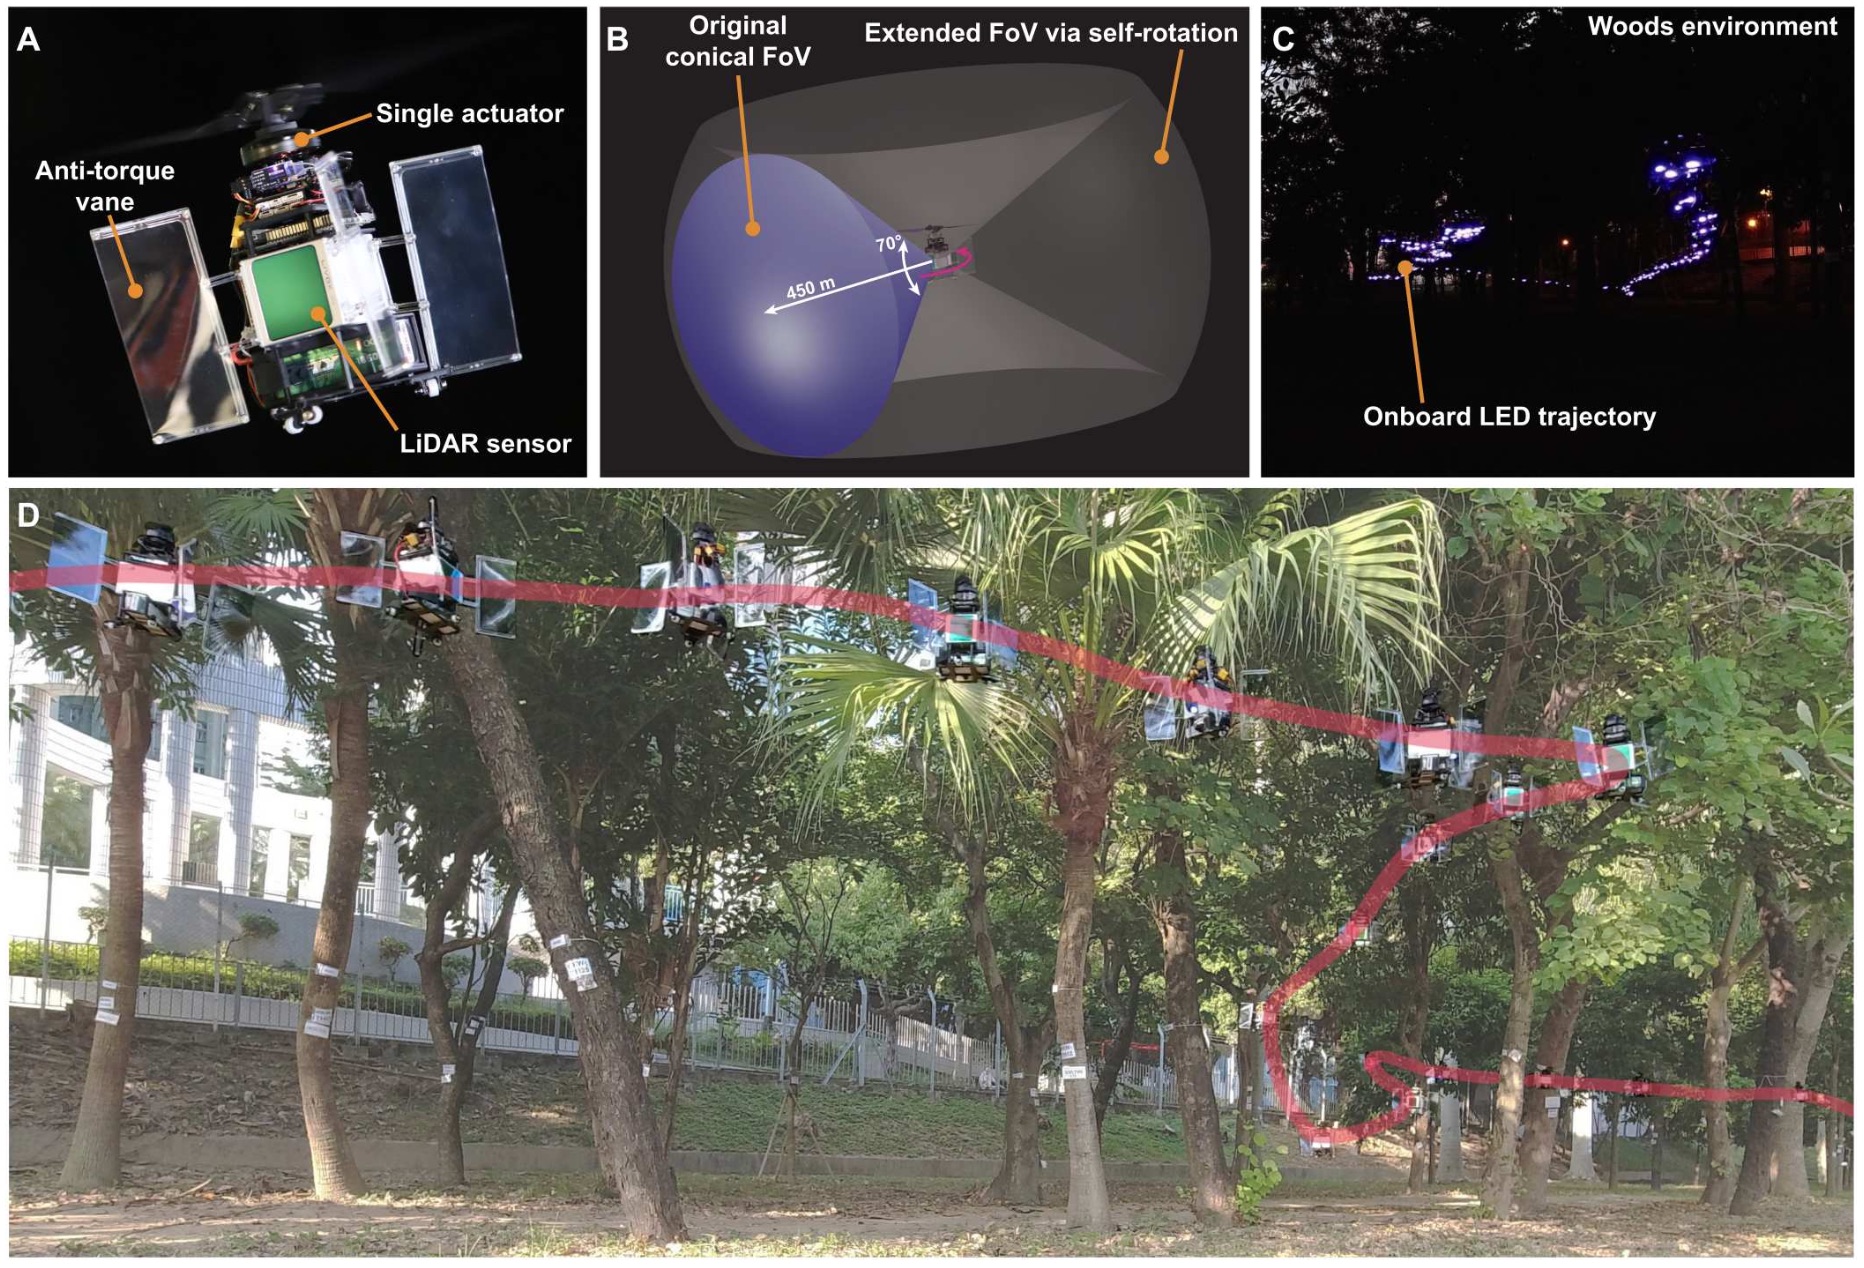 A
Single actuator
Anti-torque
vane
LiDAR sensor
B
Original
conical FoV
Extended FoV via self-rotation
70°
450 m
C
Woods environment
Onboard LED trajectory
D